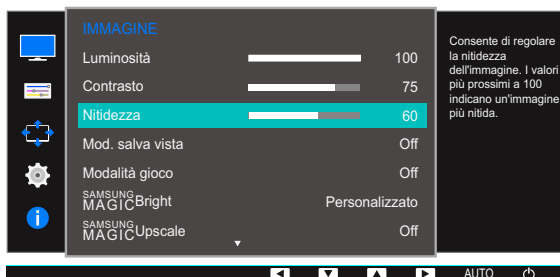 IMMAGINE
Luminosità 100
Contrasto 75
Nitidezza 60
Mod. salva vista Off
Modalità gioco Off
SAMSUNG MAGIC Bright Personalizzato
SAMSUNG MAGIC Upscale Off
Consente di regolare
la nitidezza
dell'immagine. I valori
più prossimi a 100
indicano un'immagine
più nitida.
AUTO